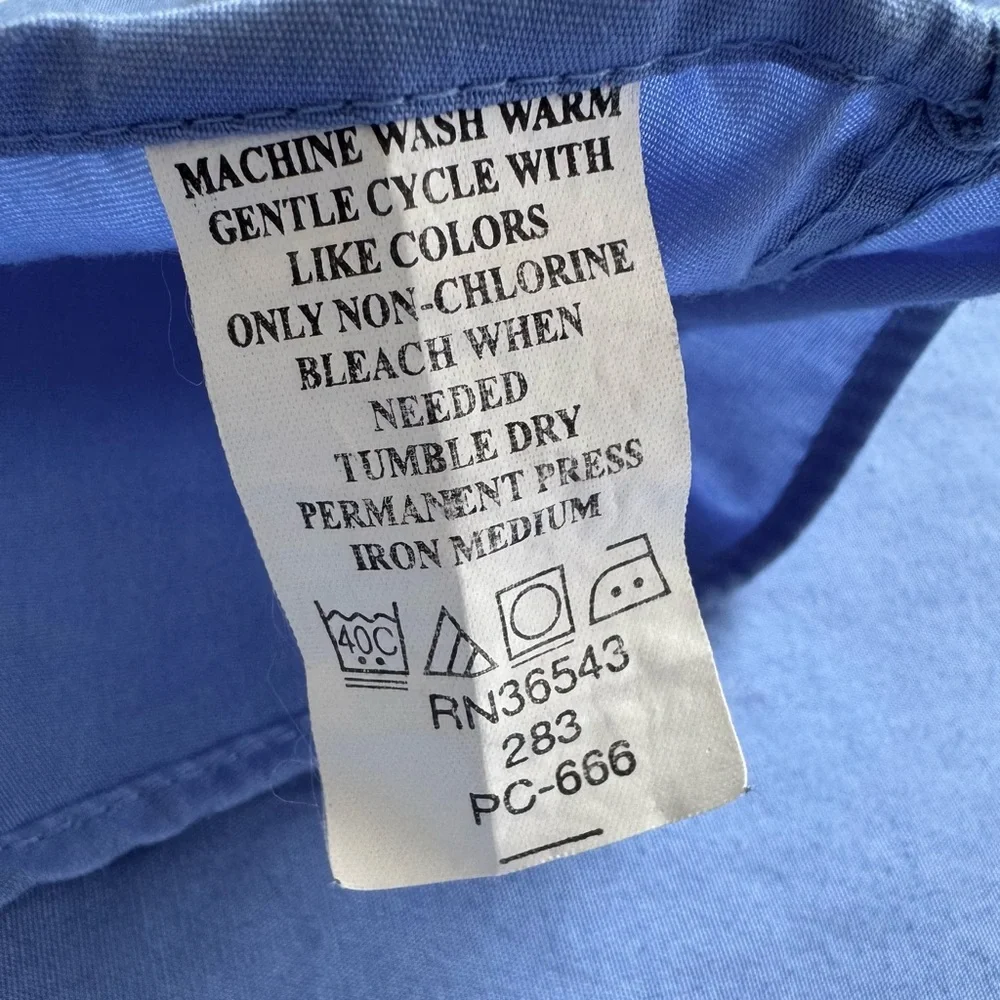 MACHINE WASH WARM
GENTLE CYCLE WITH
LIKE COLORS
ONLY NON-CHLORINE
BLEACH WHEN
NEEDED
TUMBLE DRY
PERMANENT PRESS
IRON MEDIUM
40C
RN36543
283
PC-666